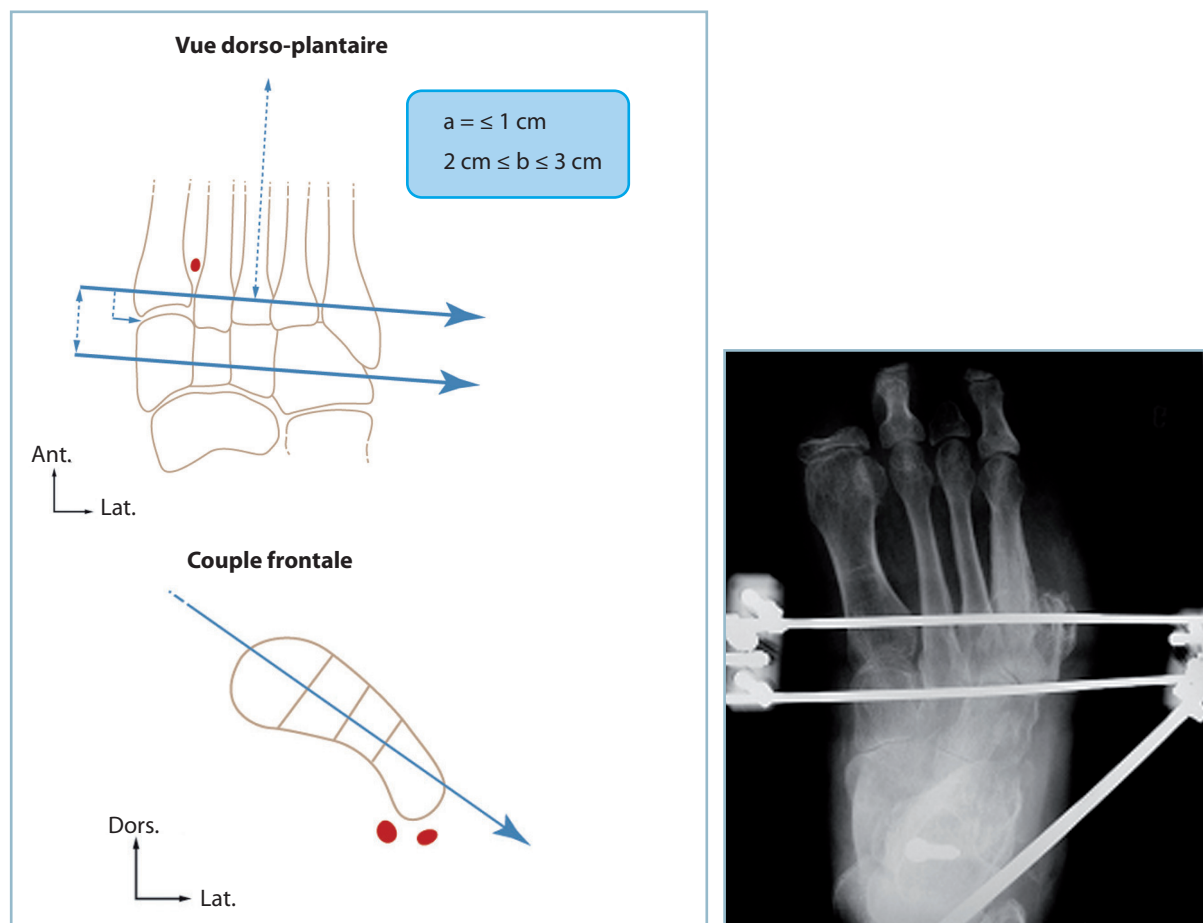 Vue dorso-plantaire
a = ≤ 1 cm
2 cm ≤ b ≤ 3 cm
Ant.
Lat.
Couple frontale
Dors.
Lat.